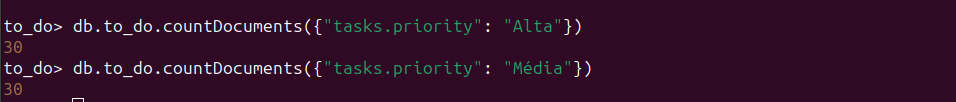 to_do> db.to_do.countDocuments({"tasks.priority": "Alta"})
30
to_do> db.to_do.countDocuments({"tasks.priority": "Média"})
30